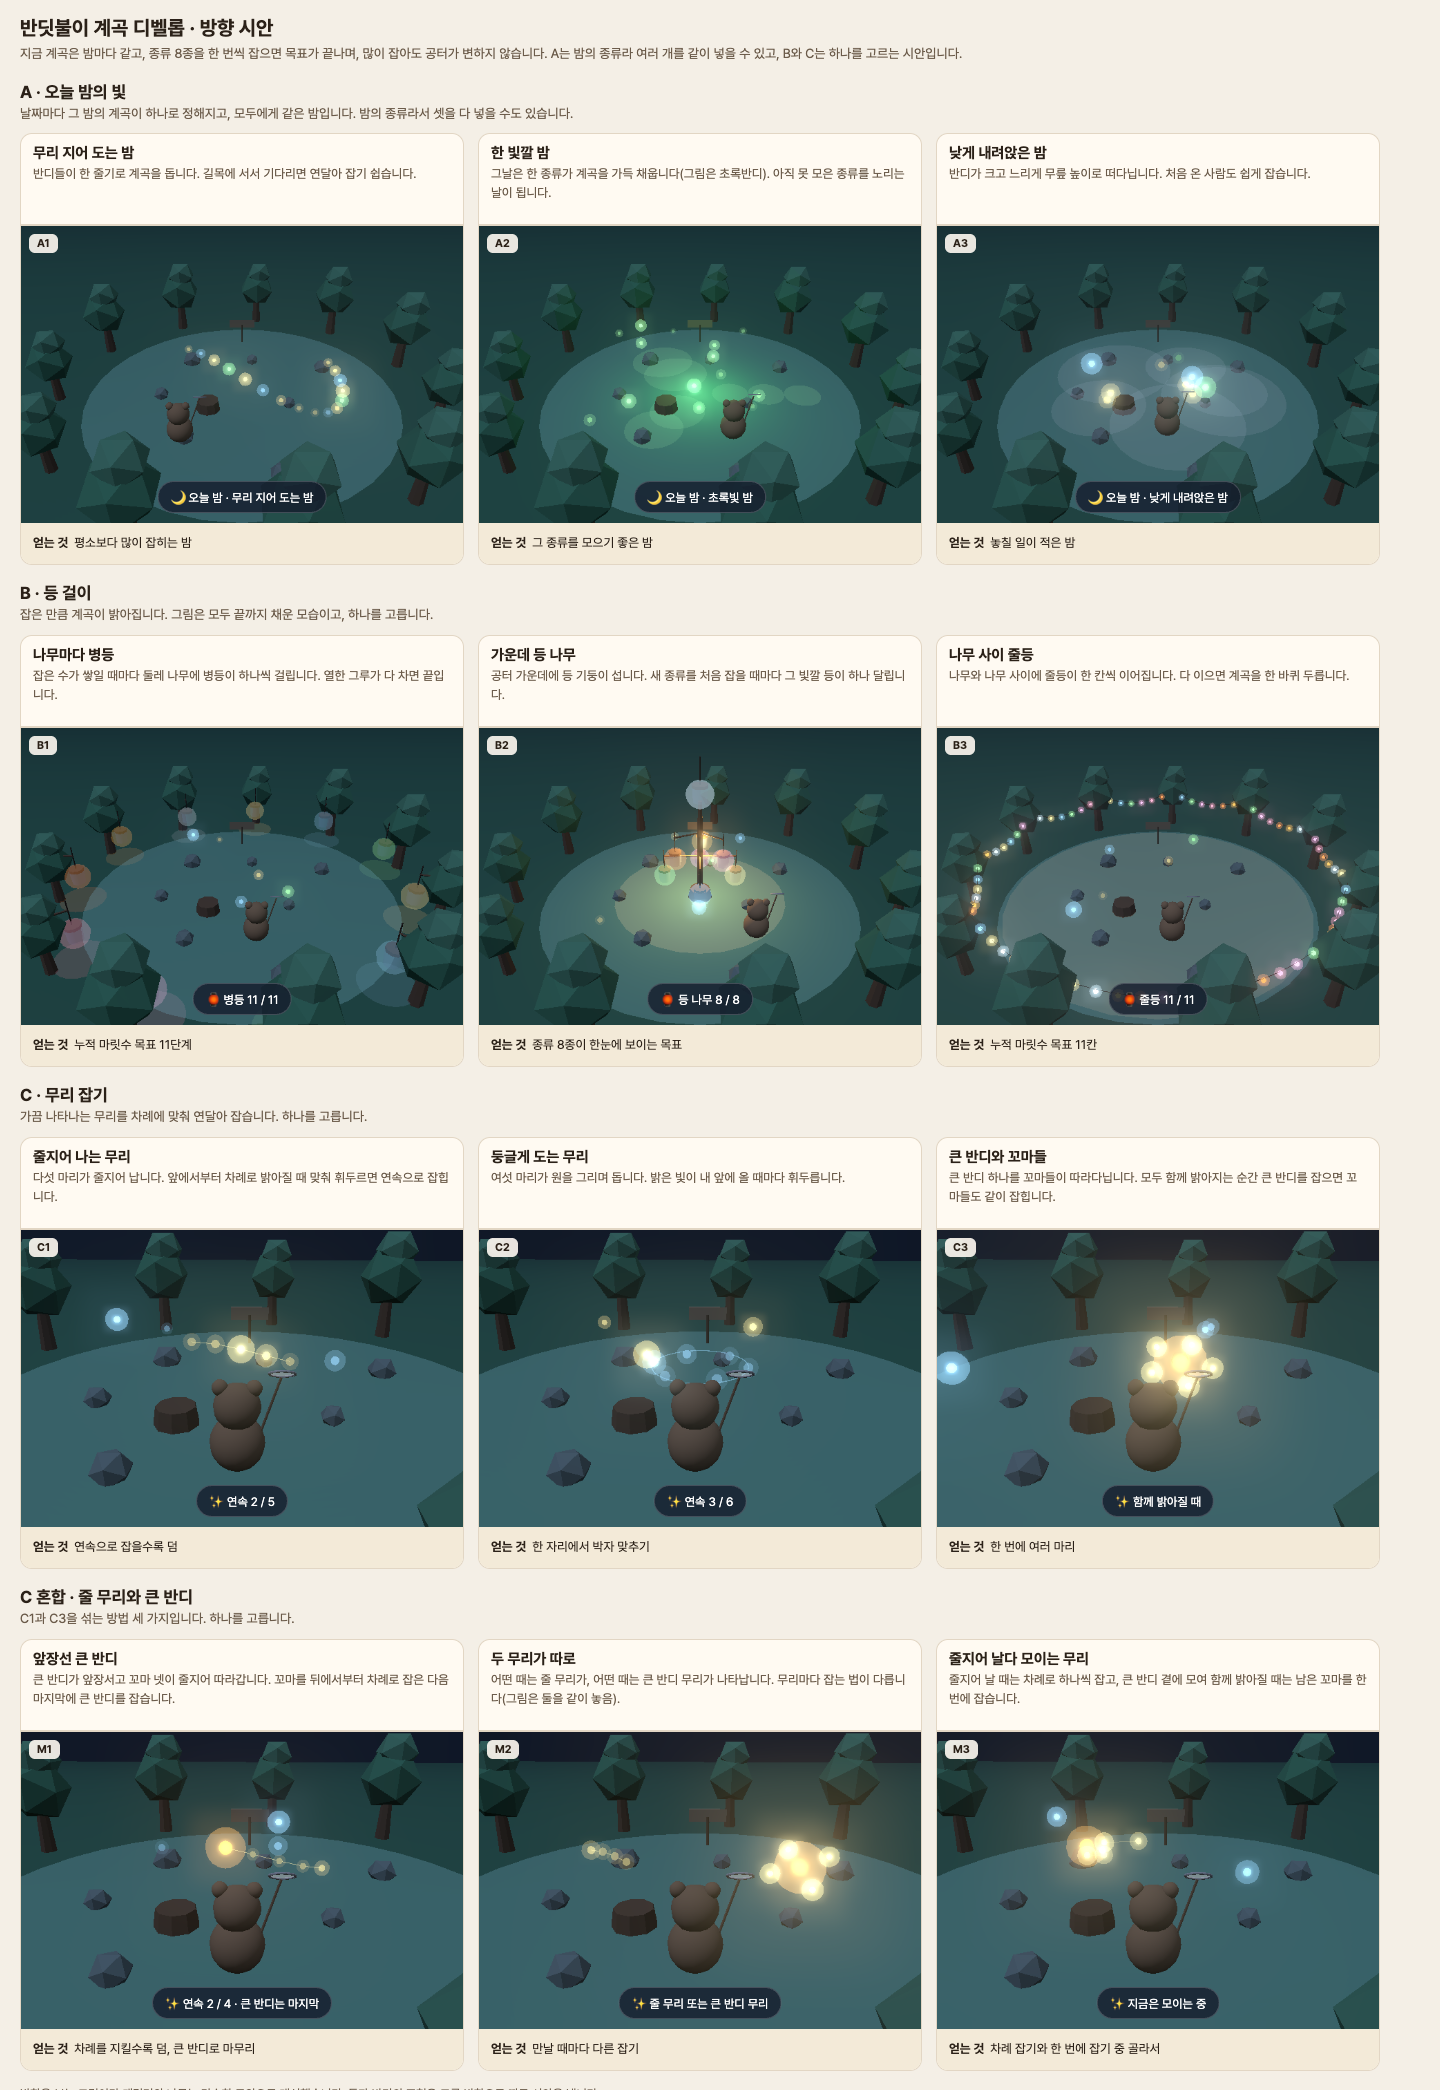 반딧불이 계곡 디벨롭 · 방향 시안
지금 계곡은 밤마다 같고, 종류 8종을 한 번씩 잡으면 목표가 끝나며, 많이 잡아도 공터가 변하지 않습니다. A는 밤의 종류라 여러 개를 같이 넣을 수 있고, B와 C는 하나를 고르는 시안입니다.
A · 오늘 밤의 빛
날짜마다 그 밤의 계곡이 하나로 정해지고, 모두에게 같은 밤입니다. 밤의 종류라서 셋을 다 넣을 수도 있습니다.
무리 지어 도는 밤
반디들이 한 줄기로 계곡을 돕니다. 길목에 서서 기다리면 연달아 잡기 쉽습니다.
A1
🌙 오늘 밤 · 무리 지어 도는 밤
얻는 것 평소보다 많이 잡히는 밤
한 빛깔 밤
그날은 한 종류가 계곡을 가득 채웁니다(그림은 초록반디). 아직 못 모은 종류를 노리는
날이 됩니다.
A2
🌙 오늘 밤 · 초록빛 밤
얻는 것 그 종류를 모으기 좋은 밤
낮게 내려앉은 밤
반디가 크고 느리게 무릎 높이로 떠다닙니다. 처음 온 사람도 쉽게 잡습니다.
A3
🌙 오늘 밤 · 낮게 내려앉은 밤
얻는 것 놓칠 일이 적은 밤
B · 등 걸이
잡은 만큼 계곡이 밝아집니다. 그림은 모두 끝까지 채운 모습이고, 하나를 고릅니다.
나무마다 병등
잡은 수가 쌓일 때마다 둘레 나무에 병등이 하나씩 걸립니다. 열한 그루가 다 차면 끝입
니다.
B1
🏮 병등 11 / 11
얻는 것 누적 마릿수 목표 11단계
가운데 등 나무
공터 가운데에 등 기둥이 섭니다. 새 종류를 처음 잡을 때마다 그 빛깔 등이 하나 달립니
다.
B2
🏮 등 나무 8 / 8
얻는 것 종류 8종이 한눈에 보이는 목표
나무 사이 줄등
나무와 나무 사이에 줄등이 한 칸씩 이어집니다. 다 이으면 계곡을 한 바퀴 두릅니다.
B3
🏮 줄등 11 / 11
얻는 것 누적 마릿수 목표 11칸
C · 무리 잡기
가끔 나타나는 무리를 차례에 맞춰 연달아 잡습니다. 하나를 고릅니다.
줄지어 나는 무리
다섯 마리가 줄지어 납니다. 앞에서부터 차례로 밝아질 때 맞춰 휘두르면 연속으로 잡힙
니다.
C1
✨ 연속 2 / 5
얻는 것 연속으로 잡을수록 덤
둥글게 도는 무리
여섯 마리가 원을 그리며 돕니다. 밝은 빛이 내 앞에 올 때마다 휘두릅니다.
C2
✨ 연속 3 / 6
얻는 것 한 자리에서 박자 맞추기
큰 반디와 꼬마들
큰 반디 하나를 꼬마들이 따라다닙니다. 모두 함께 밝아지는 순간 큰 반디를 잡으면 꼬
마들도 같이 잡힙니다.
C3
✨ 함께 밝아질 때
얻는 것 한 번에 여러 마리
C 혼합 · 줄 무리와 큰 반디
C1과 C3을 섞는 방법 세 가지입니다. 하나를 고릅니다.
앞장선 큰 반디
큰 반디가 앞장서고 꼬마 넷이 줄지어 따라갑니다. 꼬마를 뒤에서부터 차례로 잡은 다음
마지막에 큰 반디를 잡습니다.
M1
✨ 연속 2 / 4 · 큰 반디는 마지막
얻는 것 차례를 지킬수록 덤, 큰 반디로 마무리
두 무리가 따로
어떤 때는 줄 무리가, 어떤 때는 큰 반디 무리가 나타납니다. 무리마다 잡는 법이 다릅니
다(그림은 둘을 같이 놓음).
M2
✨ 줄 무리 또는 큰 반디 무리
얻는 것 만날 때마다 다른 잡기
줄지어 날다 모이는 무리
줄지어 날 때는 차례로 하나씩 잡고, 큰 반디 곁에 모여 함께 밝아질 때는 남은 꼬마를 한
번에 잡습니다.
M3
✨ 지금은 모이는 중
얻는 것 차례 잡기와 한 번에 잡기 중 골라서